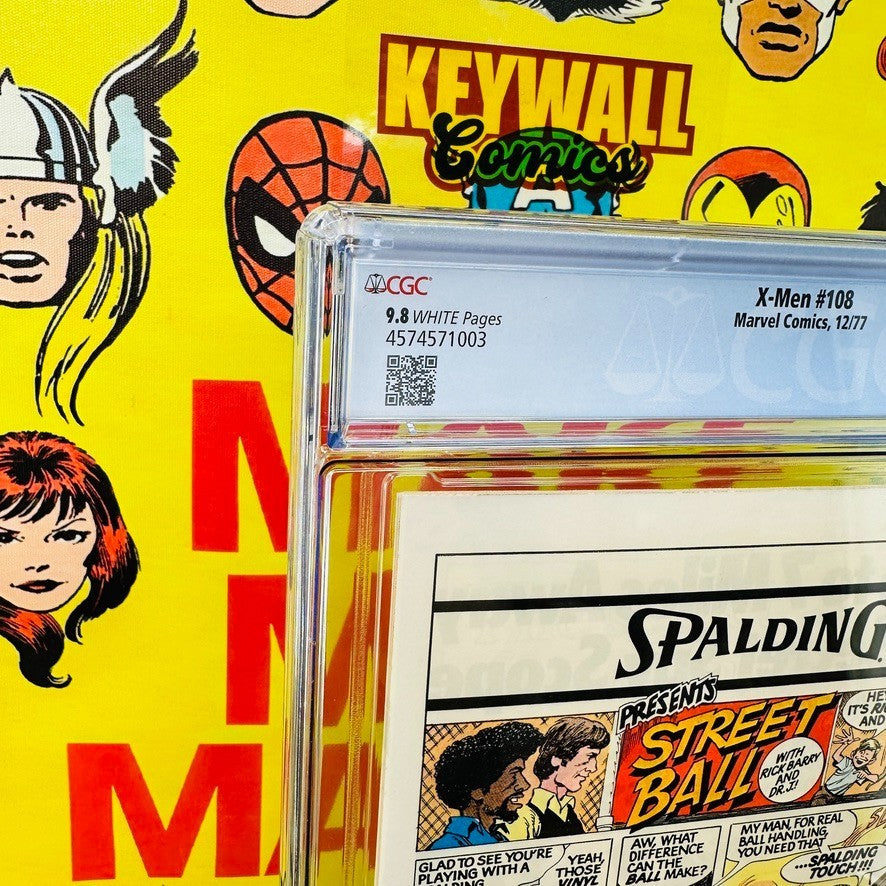 KEYWALL
Comics
CGC
9.8 WHITE Pages
4574571003
X-Men #108
Marvel Comics, 12/77
CGC
M
M
MA
SPALDING
PRESENTS
STREET
BALL
WITH
RICK BARRY
AND
DR.J!
HEY
IT'S
AND
GLAD TO SEE YOU'RE
PLAYING WITH A
YEAH,
THOSE
VINYL
AW, WHAT
DIFFERENCE
CAN THE
BALL MAKE?
MY MAN, FOR REAL
BALL HANDLING,
YOU NEED THAT
...SPALDING
TOUCH!!!